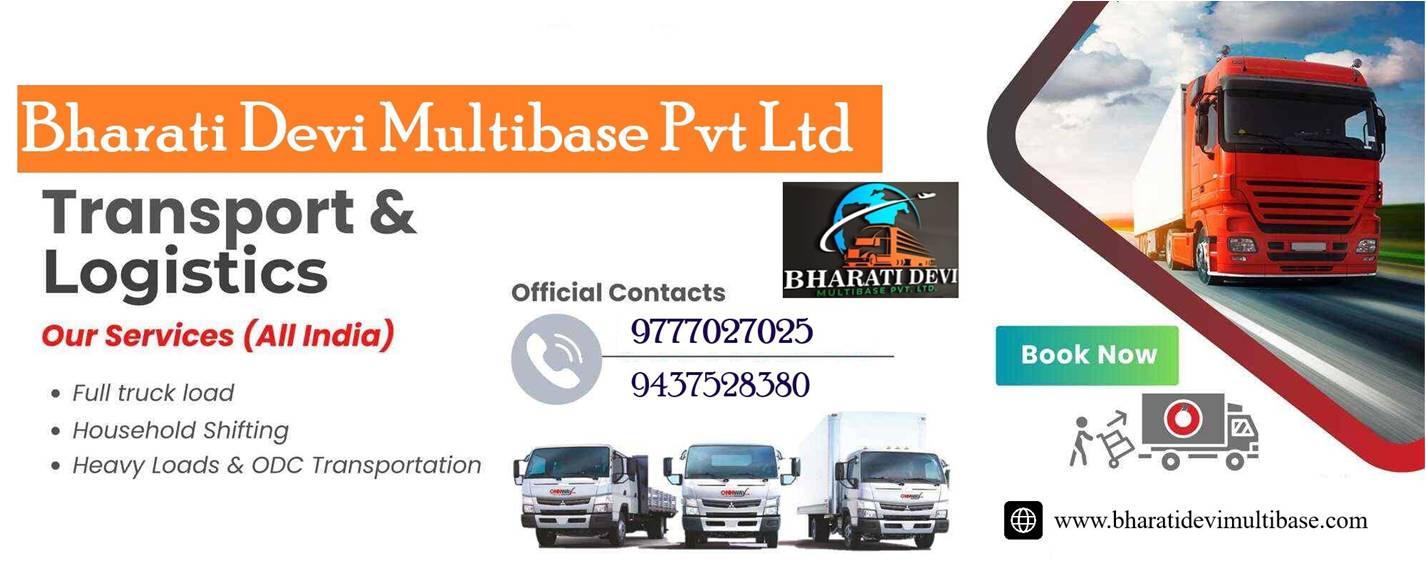 Bharati Devi Multibase Pvt Ltd
Transport &
Logistics
Our Services (All India)
• Full truck load
• Household Shifting
• Heavy Loads & ODC Transportation
Official Contacts
9777027025
9437528380
BHARATI DEVI
MULTIBASE PVT. LTD.
Book Now
www.bharatidevimultibase.com